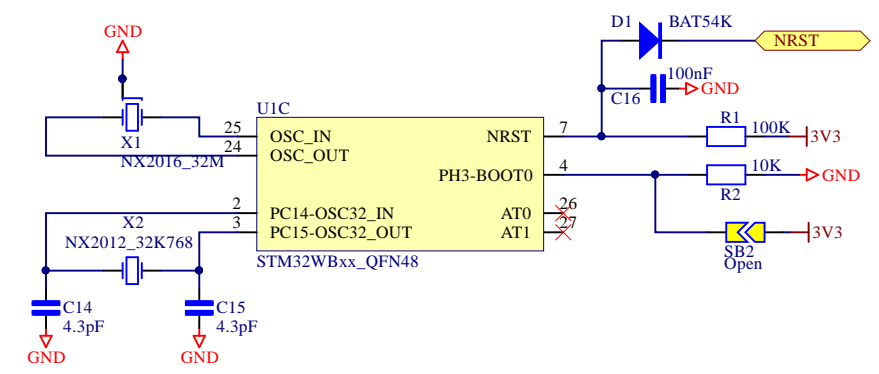 GND
D1 BAT54K
NRST
100nF
C16 GND
U1C
R1
100K 3V3
25 OSC_IN NRST 7
24 OSC_OUT
X1
NX2016_32M
PH3-BOOT0 4
10K GND
R2
2 PC14-OSC32_IN AT0 26
3 PC15-OSC32_OUT AT1 27
X2
NX2012_32K768
3V3
SB2
Open
STM32WBxx_QFN48
C14
4.3pF
C15
4.3pF
GND
GND